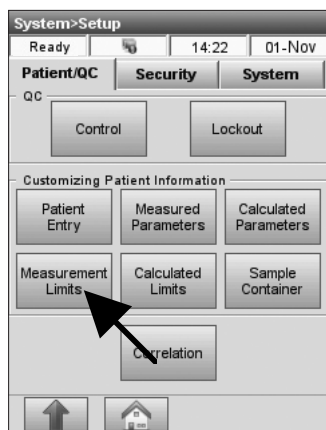 System>Setup
Ready 14:22 01-Nov
Patient/QC Security System
QC
Control Lockout
Customizing Patient Information
Patient Entry Measured Parameters Calculated Parameters
Measurement Limits Calculated Limits Sample Container
Correlation